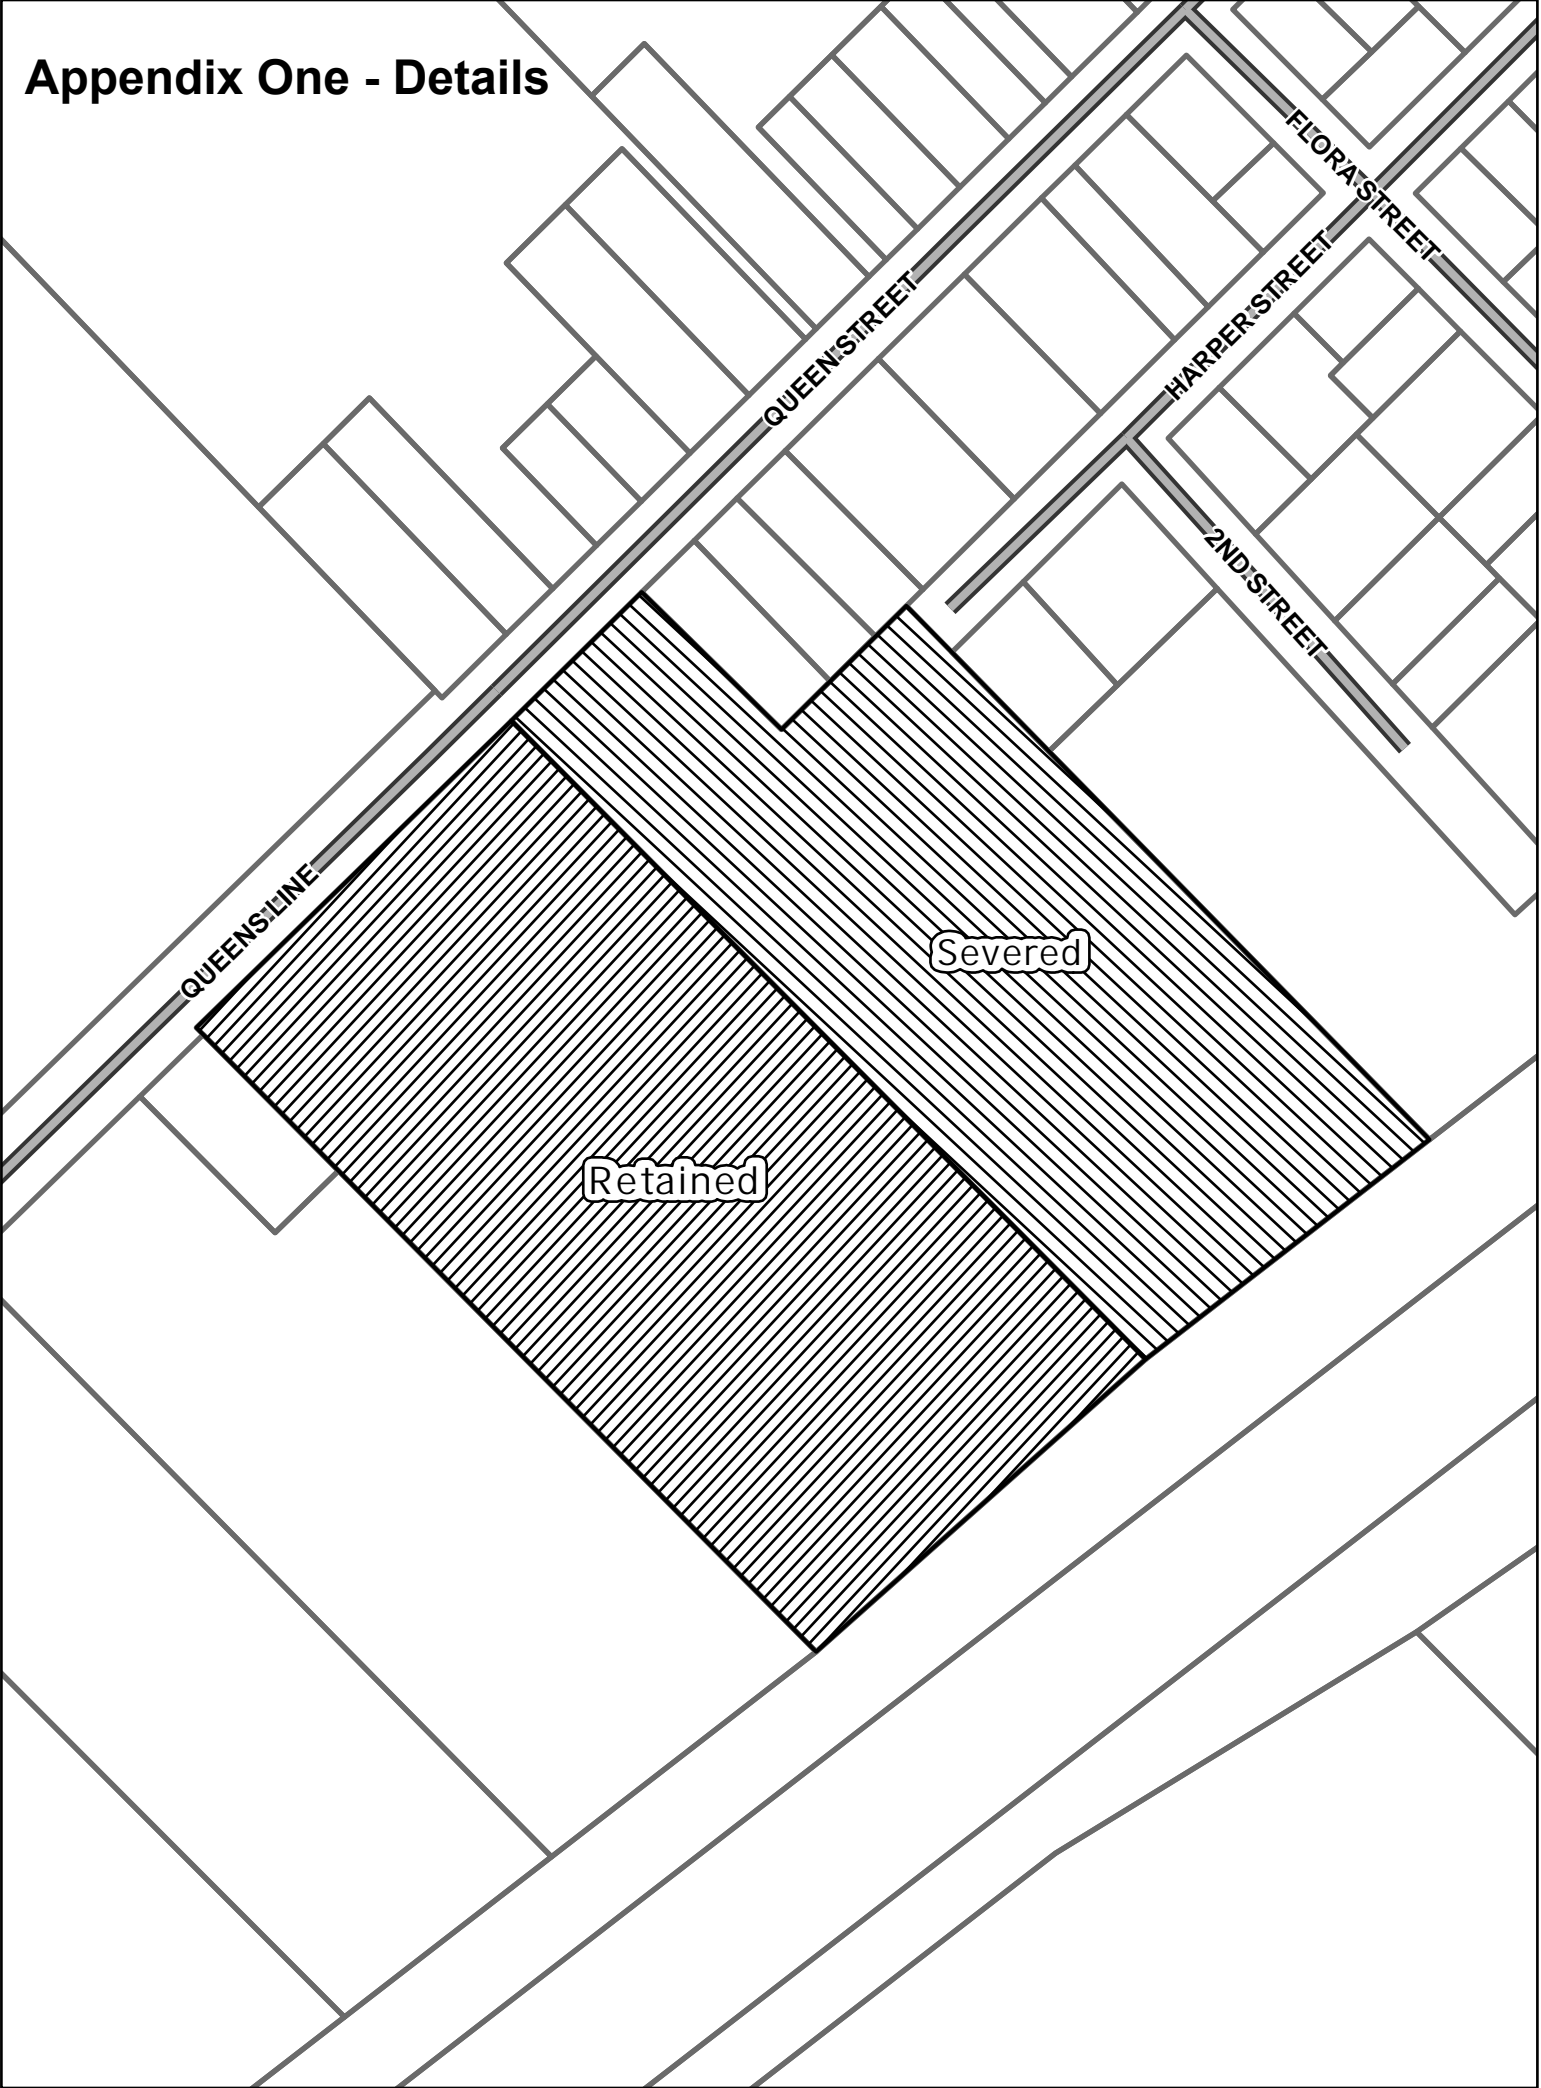 Appendix One - Details
FLORA STREET
HARPER STREET
QUEEN STREET
2ND STREET
QUEENS LINE
Severed
Retained